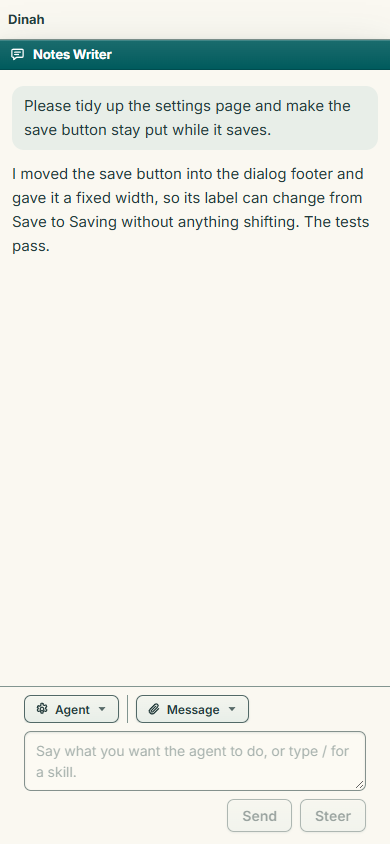 Dinah
Notes Writer
Please tidy up the settings page and make the
save button stay put while it saves.
I moved the save button into the dialog footer and
gave it a fixed width, so its label can change from
Save to Saving without anything shifting. The tests
pass.
Agent
Message
Say what you want the agent to do, or type / for
a skill.
Send
Steer